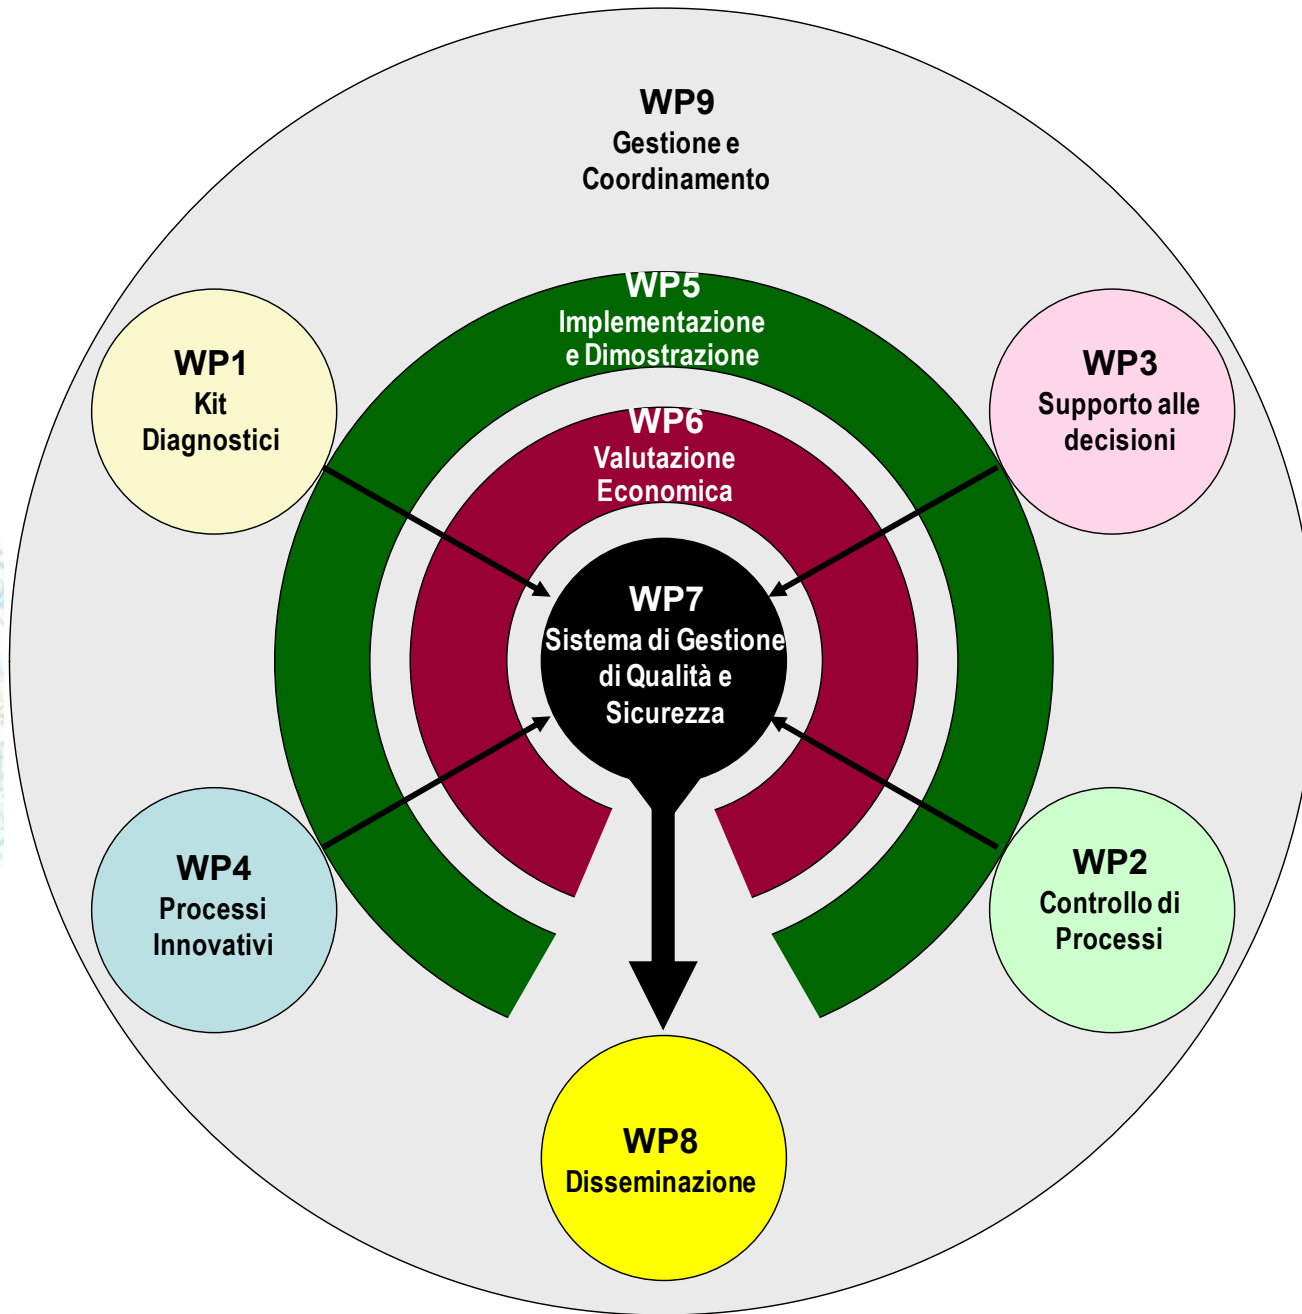 WP9
Gestione e
Coordinamento
WP5
Implementazione
e Dimostrazione
WP1
Kit
Diagnostici
WP3
Supporto alle
decisioni
WP6
Valutazione
Economica
WP7
Sistema di Gestione
di Qualità e
Sicurezza
WP4
Processi
Innovativi
WP2
Controllo di
Processi
WP8
Disseminazione